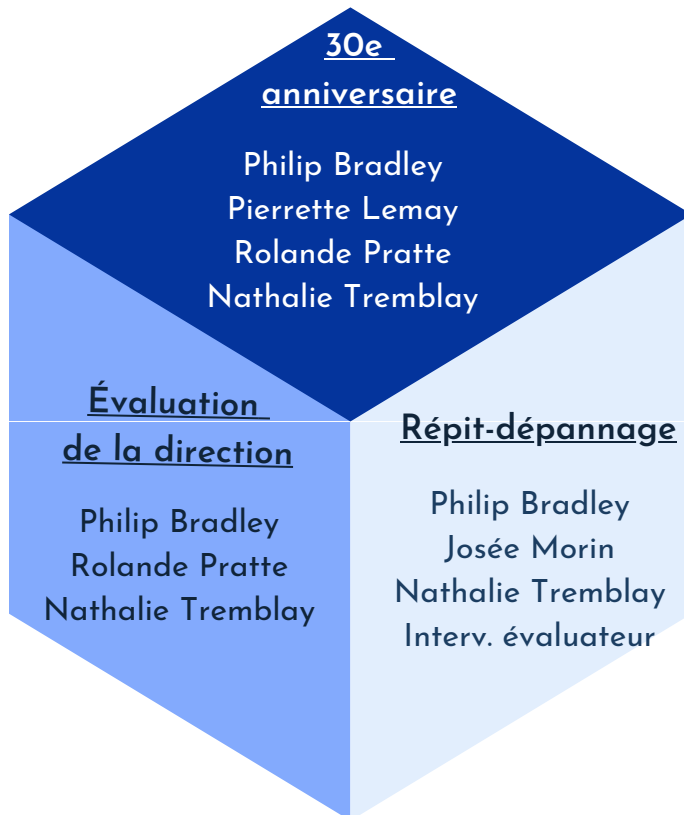 30e
anniversaire
Philip Bradley
Pierrette Lemay
Rolande Pratte
Nathalie Tremblay
Évaluation
de la direction
Philip Bradley
Rolande Pratte
Nathalie Tremblay
Répit-dépannage
Philip Bradley
Josée Morin
Nathalie Tremblay
Interv. évaluateur